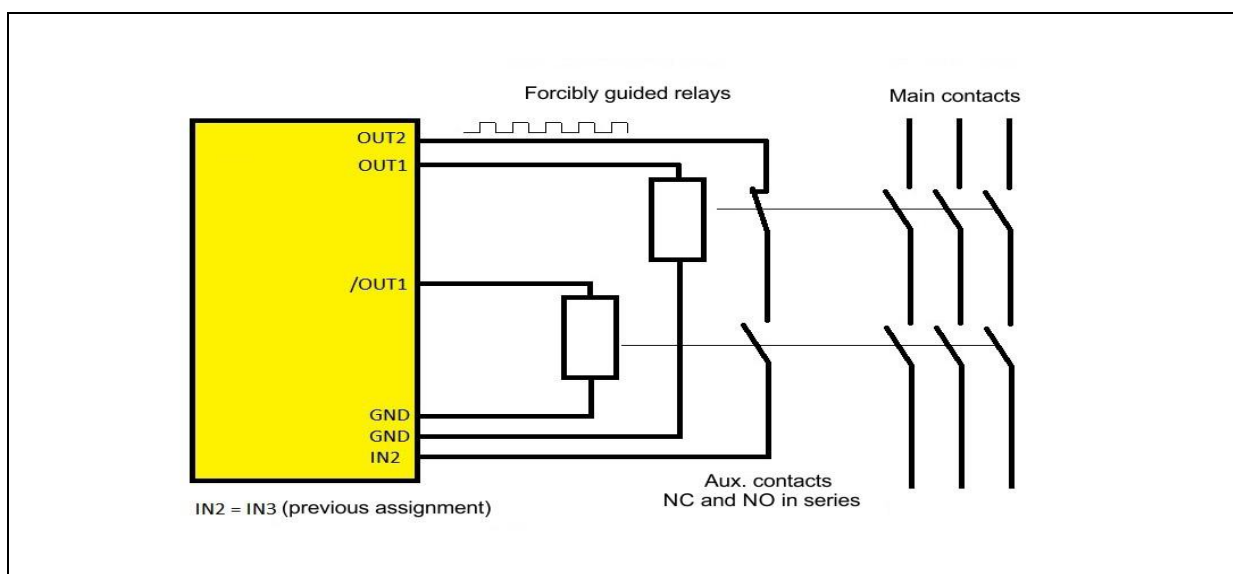 Forcibly guided relays
Main contacts
OUT2
OUT1
/OUT1
GND
GND
IN2
Aux. contacts
NC and NO in series
IN2 = IN3 (previous assignment)